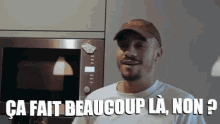 ÇA FAIT BEAUCOUP LÀ, NON ?